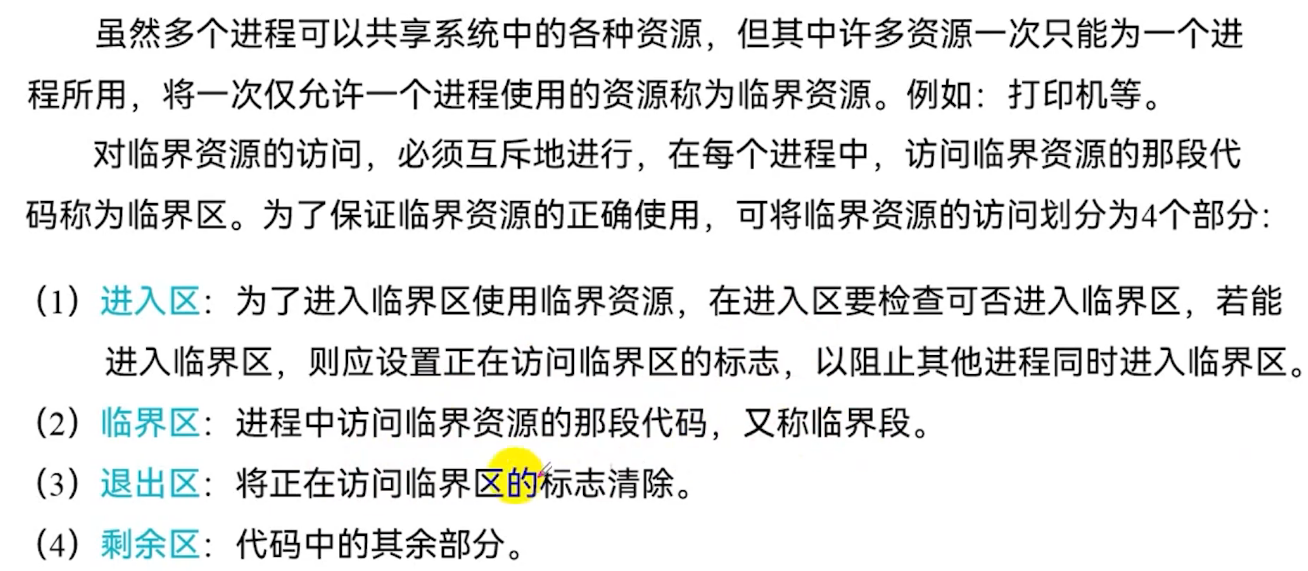 虽然多个进程可以共享系统中的各种资源，但其中许多资源一次只能为一个进
程所用，将一次仅允许一个进程使用的资源称为临界资源。例如：打印机等。
对临界资源的访问，必须互斥地进行，在每个进程中，访问临界资源的那段代
码称为临界区。为了保证临界资源的正确使用，可将临界资源的访问划分为4个部分：
（1）进入区：为了进入临界区使用临界资源，在进入区要检查可否进入临界区，若能
进入临界区，则应设置正在访问临界区的标志，以阻止其他进程同时进入临界区。
（2）临界区：进程中访问临界资源的那段代码，又称临界段。
（3）退出区：将正在访问临界区的标志清除。
（4）剩余区：代码中的其余部分。